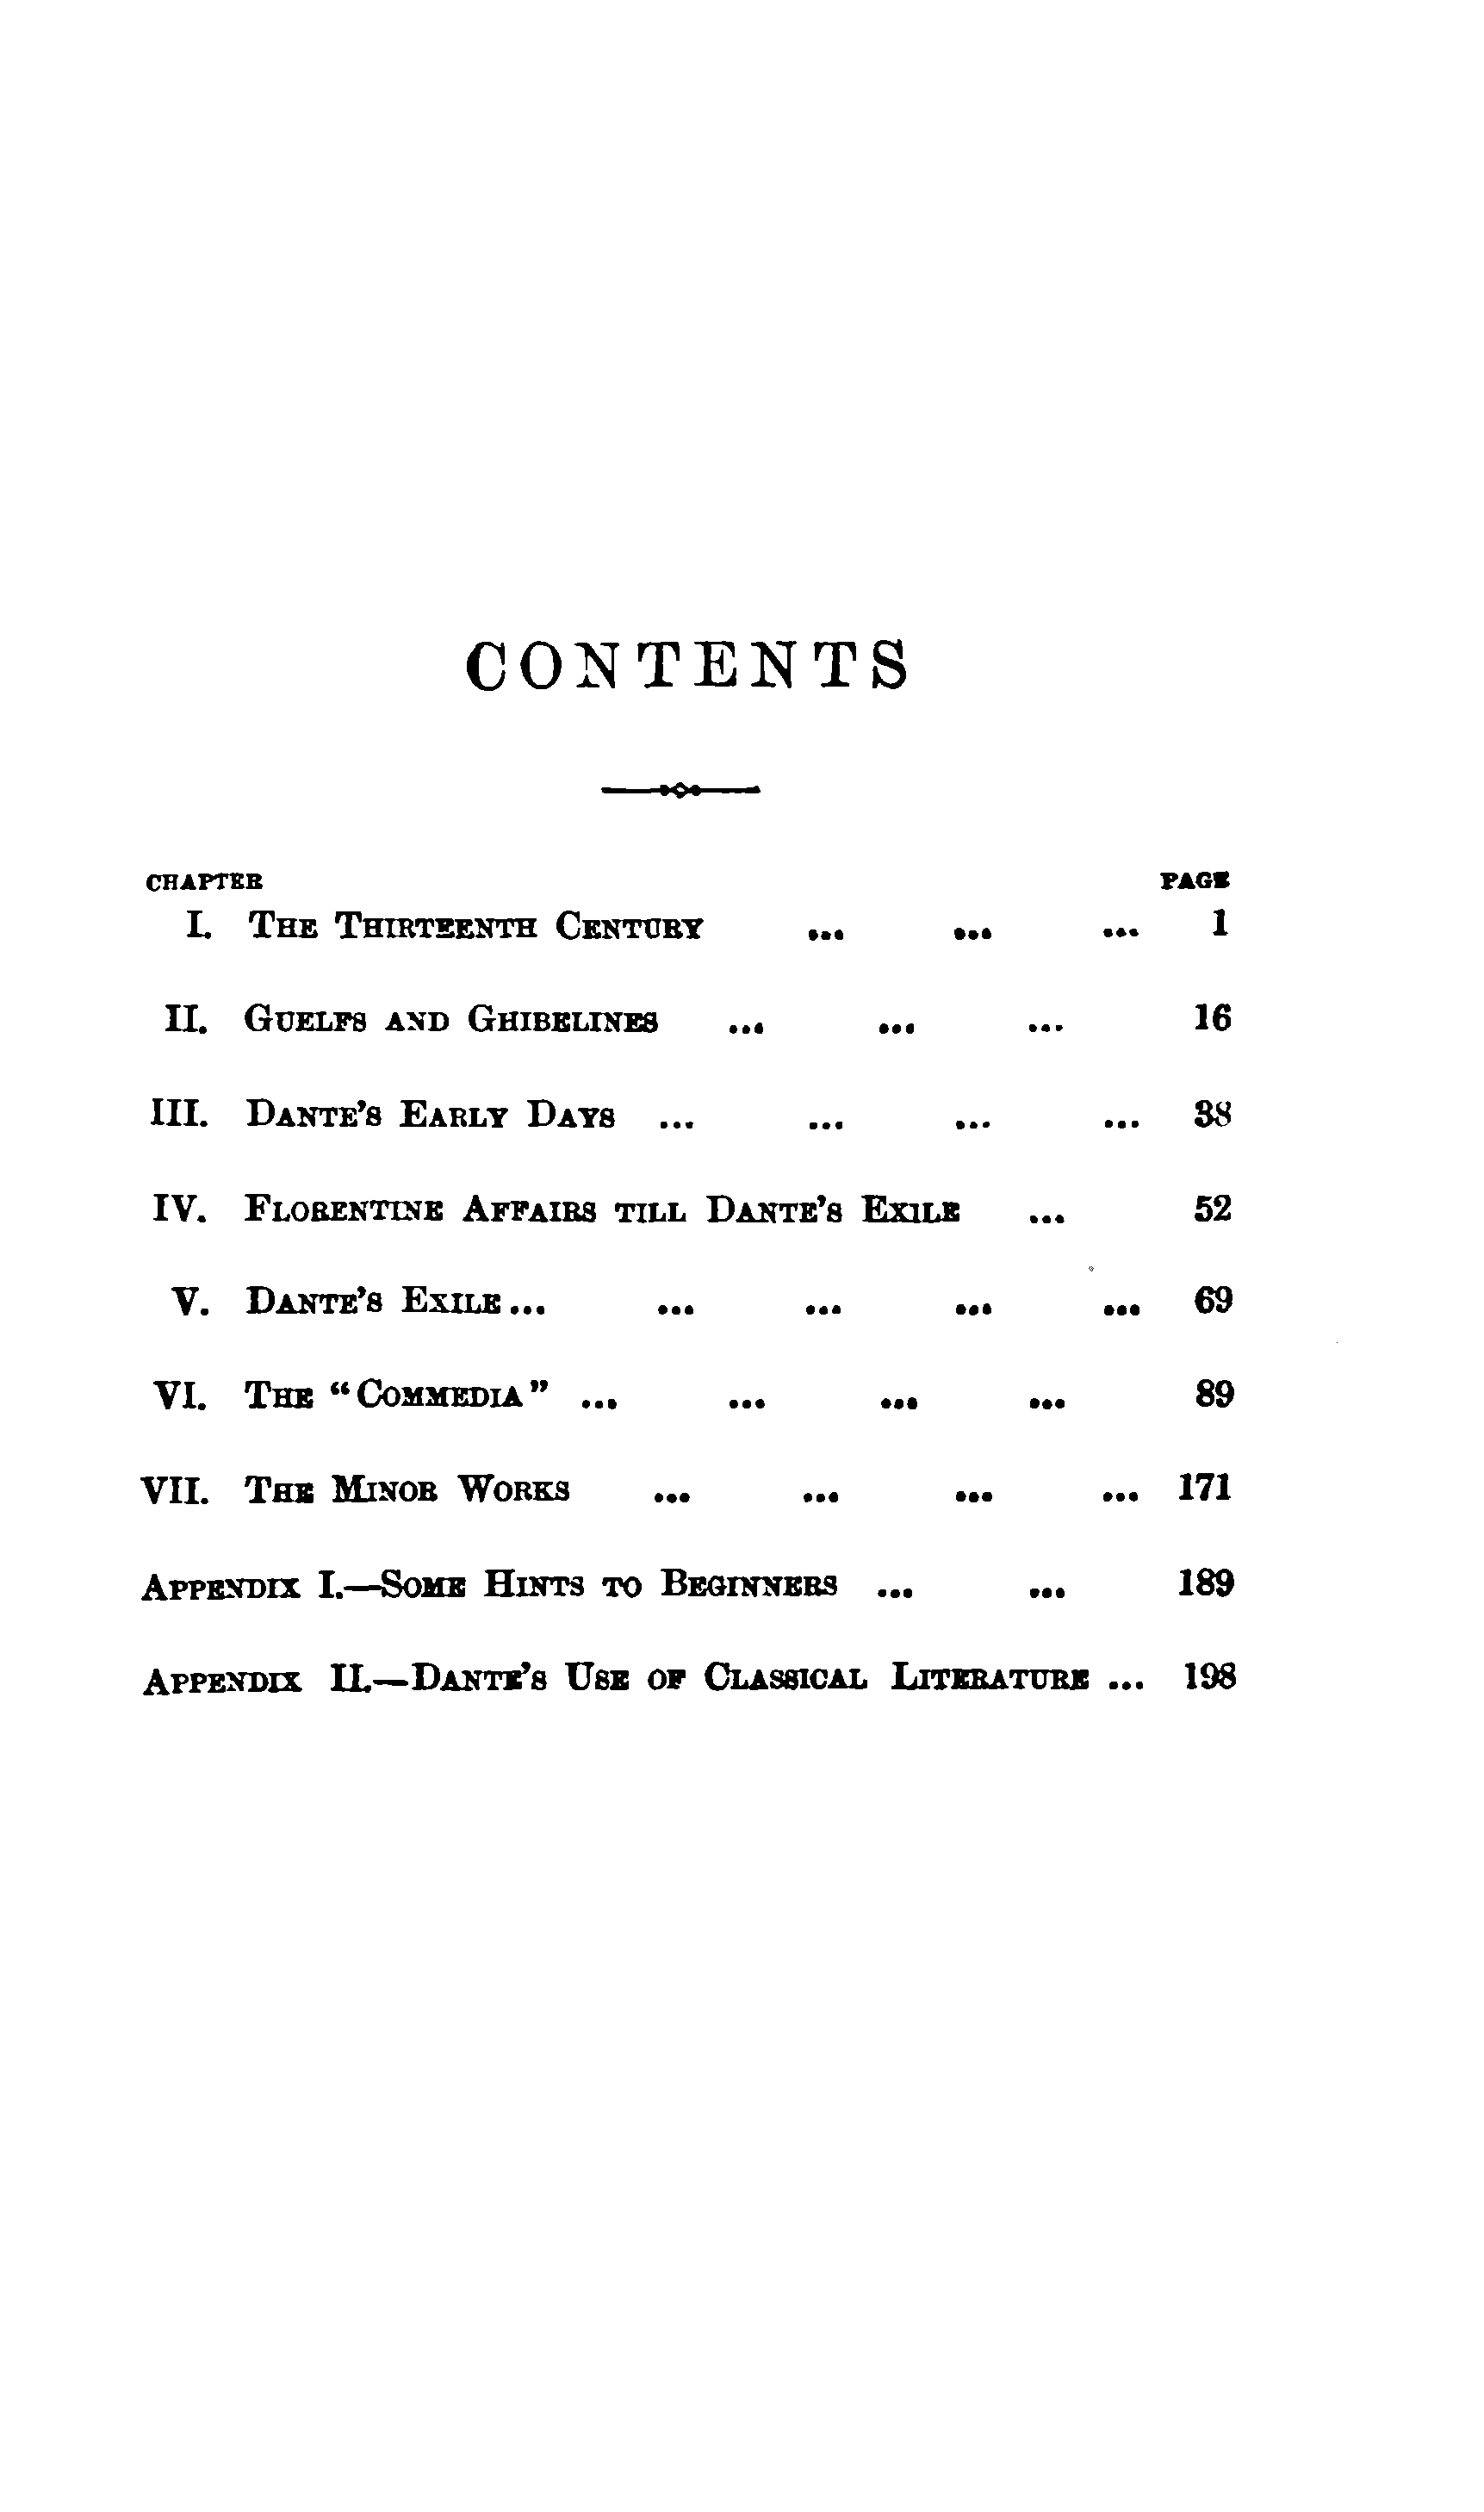 CONTENTS
CHAPTER PAGE
I. THE THIRTEENTH CENTURY ... ... ... 1
II. GUELFS AND GHIBELINES ... ... ... 16
III. DANTE'S EARLY DAYS ... ... ... ... 38
IV. FLORENTINE AFFAIRS TILL DANTE'S EXILE ... 52
V. DANTE'S EXILE... ... ... ... ... 69
VI. THE "COMMEDIA" ... ... ... ... 89
VII. THE MINOR WORKS ... ... ... ... 171
APPENDIX I.—SOME HINTS TO BEGINNERS ... ... 189
APPENDIX II.—DANTE'S USE OF CLASSICAL LITERATURE ... 198